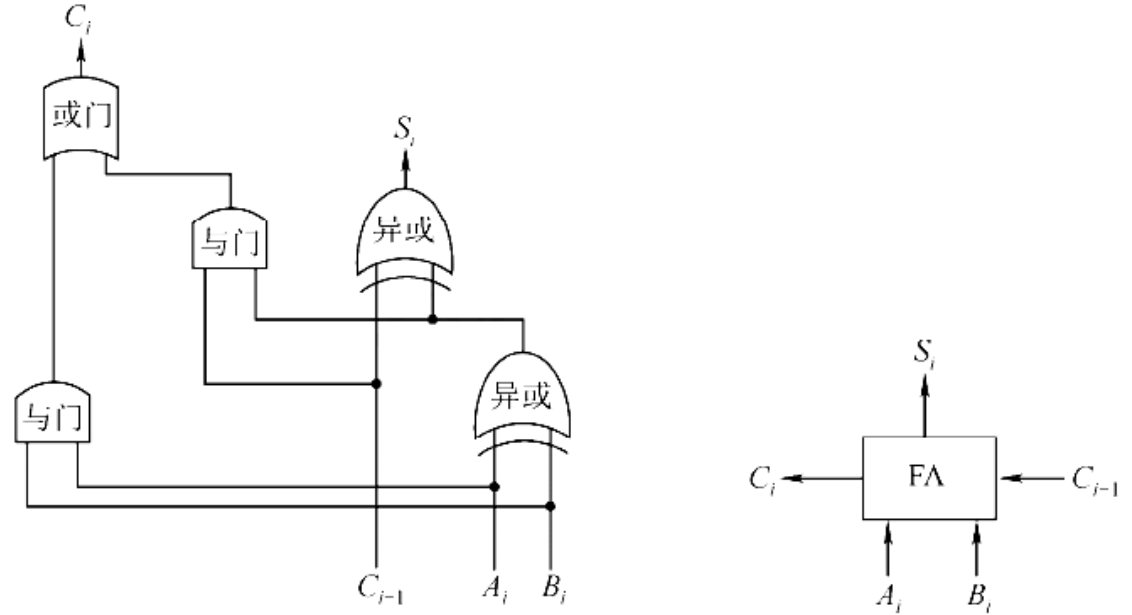 C_i
或门
S_i
与门
异或
与门
异或
C_{i-1}
A_i
B_i
S_i
C_i
FA
C_{i-1}
A_i
B_i